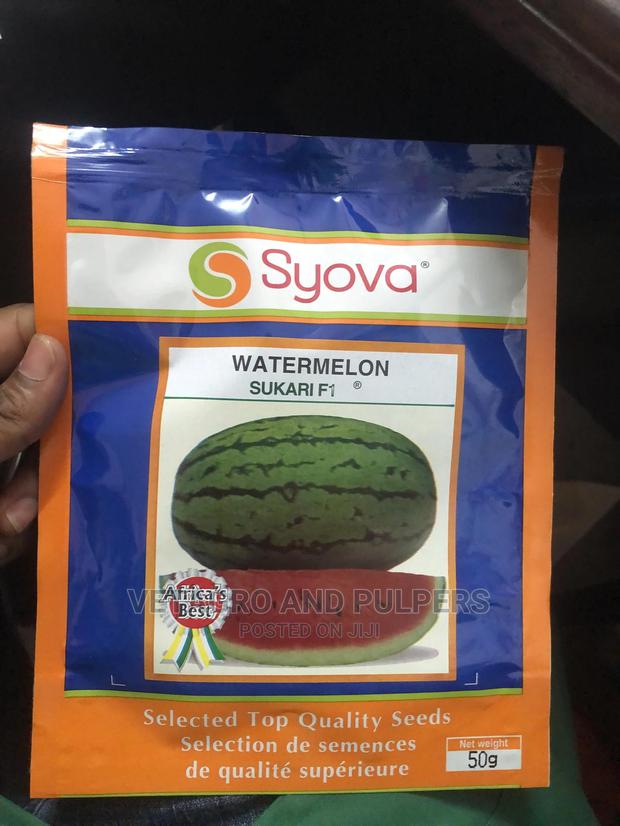 Syova®
WATERMELON
SUKARI F1 ®
Africa's
Best
RO AND PULPERS
POSTED ON JIJI
Selected Top Quality Seeds
Selection de semences
de qualité supérieure
Net weight
50g